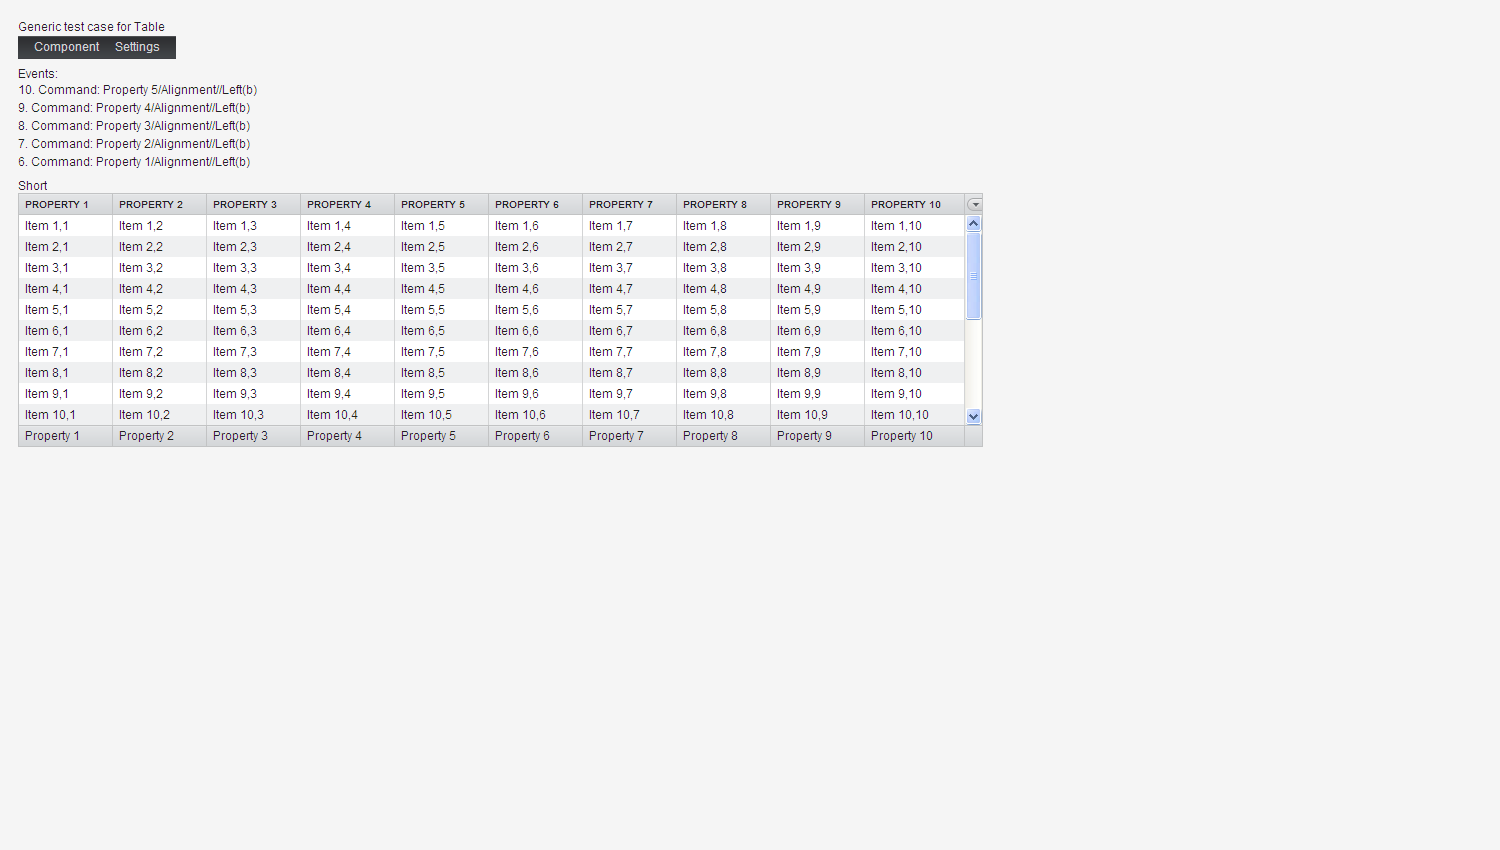 Generic test case for Table
Component Settings
Events:
10. Command: Property 5/Alignment//Left(b)
9. Command: Property 4/Alignment//Left(b)
8. Command: Property 3/Alignment//Left(b)
7. Command: Property 2/Alignment//Left(b)
6. Command: Property 1/Alignment//Left(b)
Short
PROPERTY 1 PROPERTY 2 PROPERTY 3 PROPERTY 4 PROPERTY 5 PROPERTY 6 PROPERTY 7 PROPERTY 8 PROPERTY 9 PROPERTY 10
Item 1,1 Item 1,2 Item 1,3 Item 1,4 Item 1,5 Item 1,6 Item 1,7 Item 1,8 Item 1,9 Item 1,10
Item 2,1 Item 2,2 Item 2,3 Item 2,4 Item 2,5 Item 2,6 Item 2,7 Item 2,8 Item 2,9 Item 2,10
Item 3,1 Item 3,2 Item 3,3 Item 3,4 Item 3,5 Item 3,6 Item 3,7 Item 3,8 Item 3,9 Item 3,10
Item 4,1 Item 4,2 Item 4,3 Item 4,4 Item 4,5 Item 4,6 Item 4,7 Item 4,8 Item 4,9 Item 4,10
Item 5,1 Item 5,2 Item 5,3 Item 5,4 Item 5,5 Item 5,6 Item 5,7 Item 5,8 Item 5,9 Item 5,10
Item 6,1 Item 6,2 Item 6,3 Item 6,4 Item 6,5 Item 6,6 Item 6,7 Item 6,8 Item 6,9 Item 6,10
Item 7,1 Item 7,2 Item 7,3 Item 7,4 Item 7,5 Item 7,6 Item 7,7 Item 7,8 Item 7,9 Item 7,10
Item 8,1 Item 8,2 Item 8,3 Item 8,4 Item 8,5 Item 8,6 Item 8,7 Item 8,8 Item 8,9 Item 8,10
Item 9,1 Item 9,2 Item 9,3 Item 9,4 Item 9,5 Item 9,6 Item 9,7 Item 9,8 Item 9,9 Item 9,10
Item 10,1 Item 10,2 Item 10,3 Item 10,4 Item 10,5 Item 10,6 Item 10,7 Item 10,8 Item 10,9 Item 10,10
Property 1 Property 2 Property 3 Property 4 Property 5 Property 6 Property 7 Property 8 Property 9 Property 10